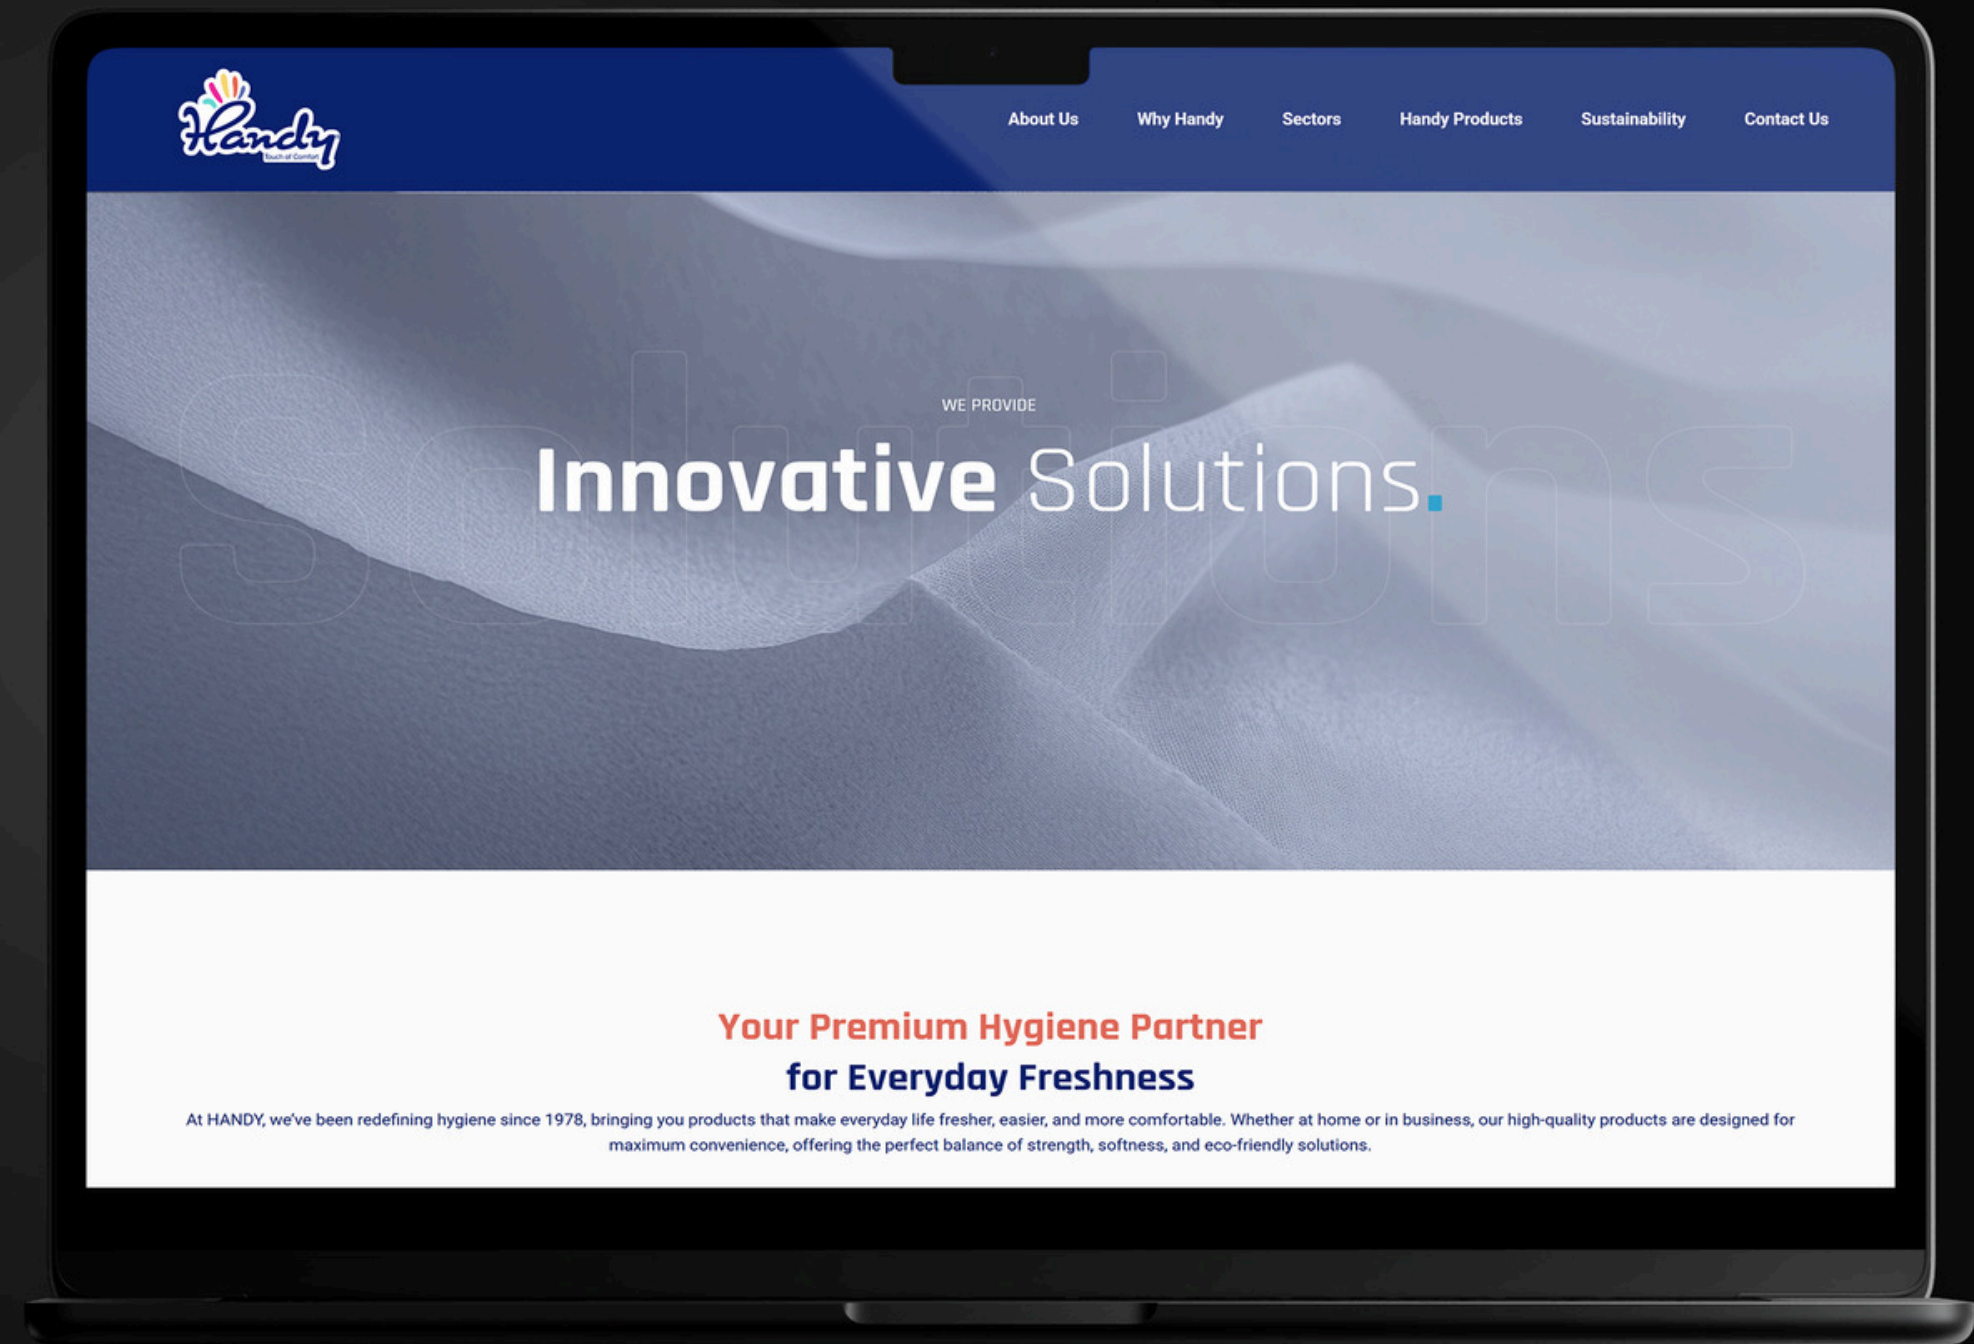 Handy
Touch of Comfort
About Us Why Handy Sectors Handy Products Sustainability Contact Us
Solutions
WE PROVIDE
Innovative Solutions.
Your Premium Hygiene Partner
for Everyday Freshness
At HANDY, we've been redefining hygiene since 1978, bringing you products that make everyday life fresher, easier, and more comfortable. Whether at home or in business, our high-quality products are designed for
maximum convenience, offering the perfect balance of strength, softness, and eco-friendly solutions.